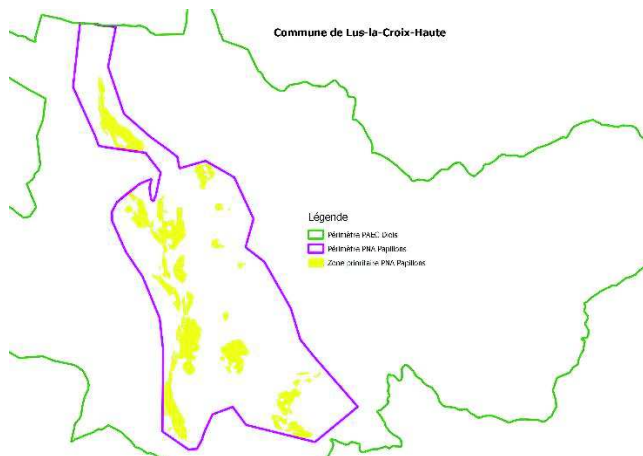 Commune de Lus-la-Croix-Haute
Légende
Périmètre PAEC Diois
Périmètre PNA Papillons
Zone prioritaire PNA Papillons